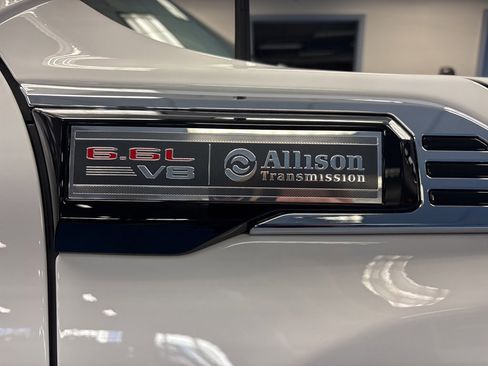 6.6L
V8
Allison
Transmission